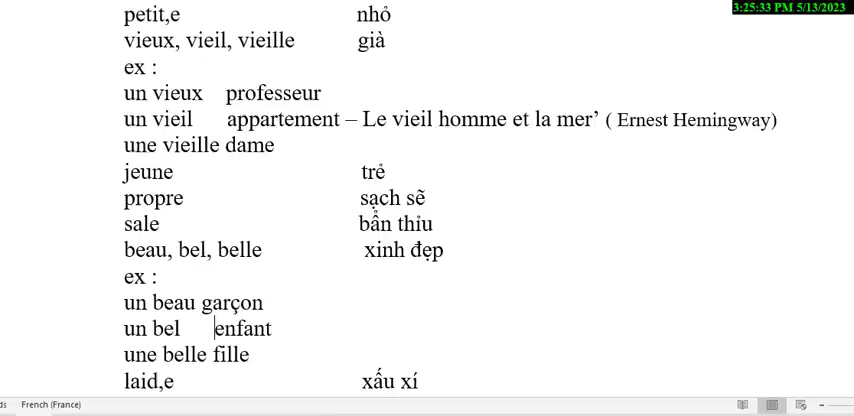 3:25:33 PM 5/13/2023
petit,e nhỏ
vieux, vieil, vieille già
ex :
un vieux professeur
un vieil appartement – Le vieil homme et la mer’ ( Ernest Hemingway)
une vieille dame
jeune trẻ
propre sạch sẽ
sale bẩn thỉu
beau, bel, belle xinh đẹp
ex :
un beau garçon
un bel enfant
une belle fille
laid,e xấu xí
ds French (France)